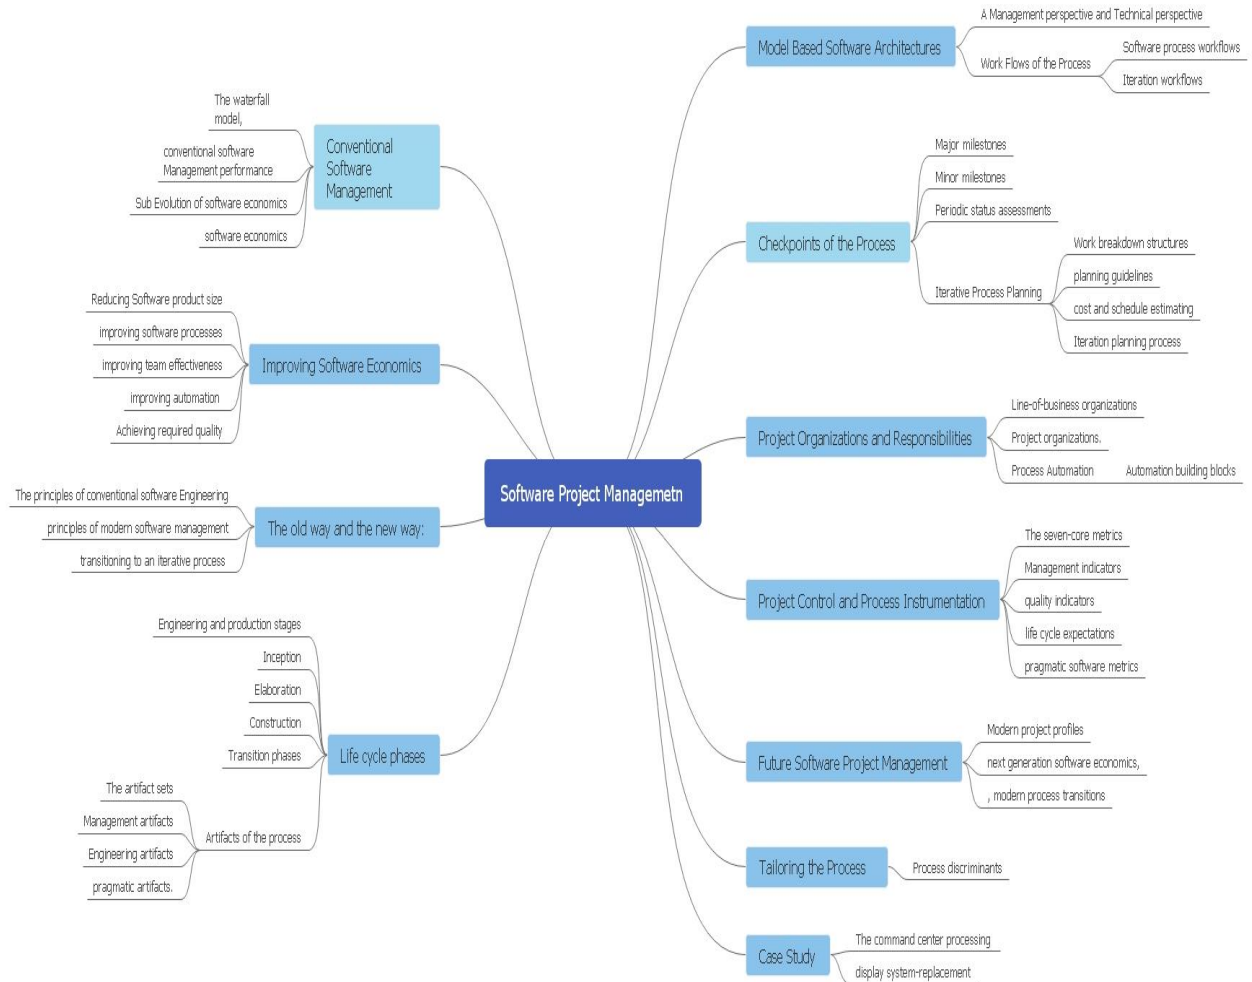 Software Project Managemetn
Conventional
Software
Management
The waterfall
model,
conventional software
Management performance
Sub Evolution of software economics
software economics
Improving Software Economics
Reducing Software product size
improving software processes
improving team effectiveness
improving automation
Achieving required quality
The old way and the new way:
The principles of conventional software Engineering
principles of modern software management
transitioning to an iterative process
Life cycle phases
Engineering and production stages
Inception
Elaboration
Construction
Transition phases
Artifacts of the process
The artifact sets
Management artifacts
Engineering artifacts
pragmatic artifacts.
Model Based Software Architectures
A Management perspective and Technical perspective
Work Flows of the Process
Software process workflows
Iteration workflows
Checkpoints of the Process
Major milestones
Minor milestones
Periodic status assessments
Iterative Process Planning
Work breakdown structures
planning guidelines
cost and schedule estimating
Iteration planning process
Project Organizations and Responsibilities
Line-of-business organizations
Project organizations.
Process Automation
Automation building blocks
Project Control and Process Instrumentation
The seven-core metrics
Management indicators
quality indicators
life cycle expectations
pragmatic software metrics
Future Software Project Management
Modern project profiles
next generation software economics,
, modern process transitions
Tailoring the Process
Process discriminants
Case Study
The command center processing
display system-replacement